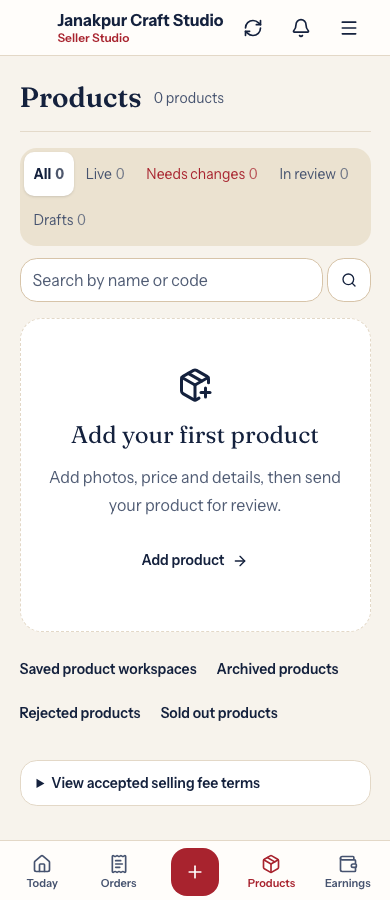 Janakpur Craft Studio
Seller Studio
Products 0 products
All 0 Live 0 Needs changes 0 In review 0
Drafts 0
Search by name or code
Add your first product
Add photos, price and details, then send
your product for review.
Add product →
Saved product workspaces Archived products
Rejected products Sold out products
▶ View accepted selling fee terms
Today Orders + Products Earnings